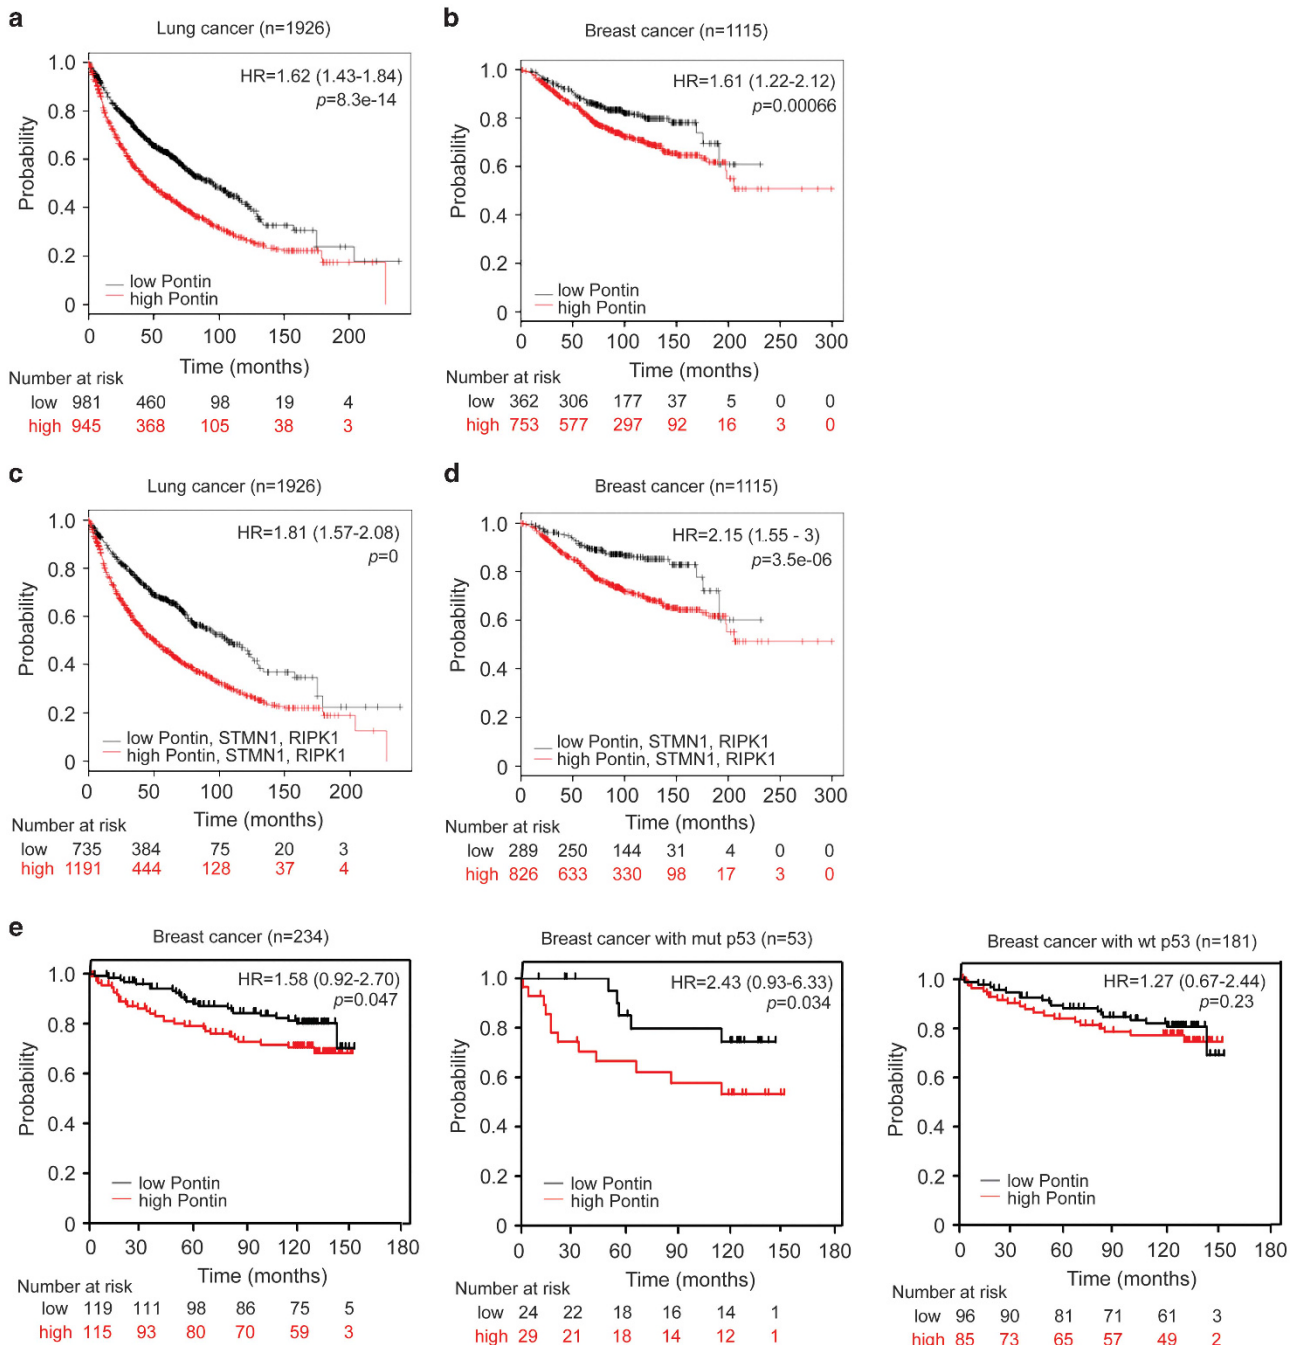 a
Lung cancer (n=1926)
HR=1.62 (1.43-1.84)
p=8.3e-14
Probability
1.0
0.8
0.6
0.4
0.2
0
low Pontin
high Pontin
0 50 100 150 200
Time (months)
Number at risk
low 981 460 98 19 4
high 945 368 105 38 3
b
Breast cancer (n=1115)
HR=1.61 (1.22-2.12)
p=0.00066
Probability
1.0
0.8
0.6
0.4
0.2
0
low Pontin
high Pontin
0 50 100 150 200 250 300
Time (months)
Number at risk
low 362 306 177 37 5 0 0
high 753 577 297 92 16 3 0
c
Lung cancer (n=1926)
HR=1.81 (1.57-2.08)
p=0
Probability
1.0
0.8
0.6
0.4
0.2
0
low Pontin, STMN1, RIPK1
high Pontin, STMN1, RIPK1
0 50 100 150 200
Time (months)
Number at risk
low 735 384 75 20 3
high 1191 444 128 37 4
d
Breast cancer (n=1115)
HR=2.15 (1.55 - 3)
p=3.5e-06
Probability
1.0
0.8
0.6
0.4
0.2
0
low Pontin, STMN1, RIPK1
high Pontin, STMN1, RIPK1
0 50 100 150 200 250 300
Time (months)
Number at risk
low 289 250 144 31 4 0 0
high 826 633 330 98 17 3 0
e
Breast cancer (n=234)
HR=1.58 (0.92-2.70)
p=0.047
Probability
1.0
0.8
0.6
0.4
0.2
0
low Pontin
high Pontin
0 30 60 90 120 150 180
Time (months)
Number at risk
low 119 111 98 86 75 5
high 115 93 80 70 59 3
Breast cancer with mut p53 (n=53)
HR=2.43 (0.93-6.33)
p=0.034
Probability
1.0
0.8
0.6
0.4
0.2
0
low Pontin
high Pontin
0 30 60 90 120 150 180
Time (months)
Number at risk
low 24 22 18 16 14 1
high 29 21 18 14 12 1
Breast cancer with wt p53 (n=181)
HR=1.27 (0.67-2.44)
p=0.23
Probability
1.0
0.8
0.6
0.4
0.2
0
low Pontin
high Pontin
0 30 60 90 120 150 180
Time (months)
Number at risk
low 96 90 81 71 61 3
high 85 73 65 57 49 2